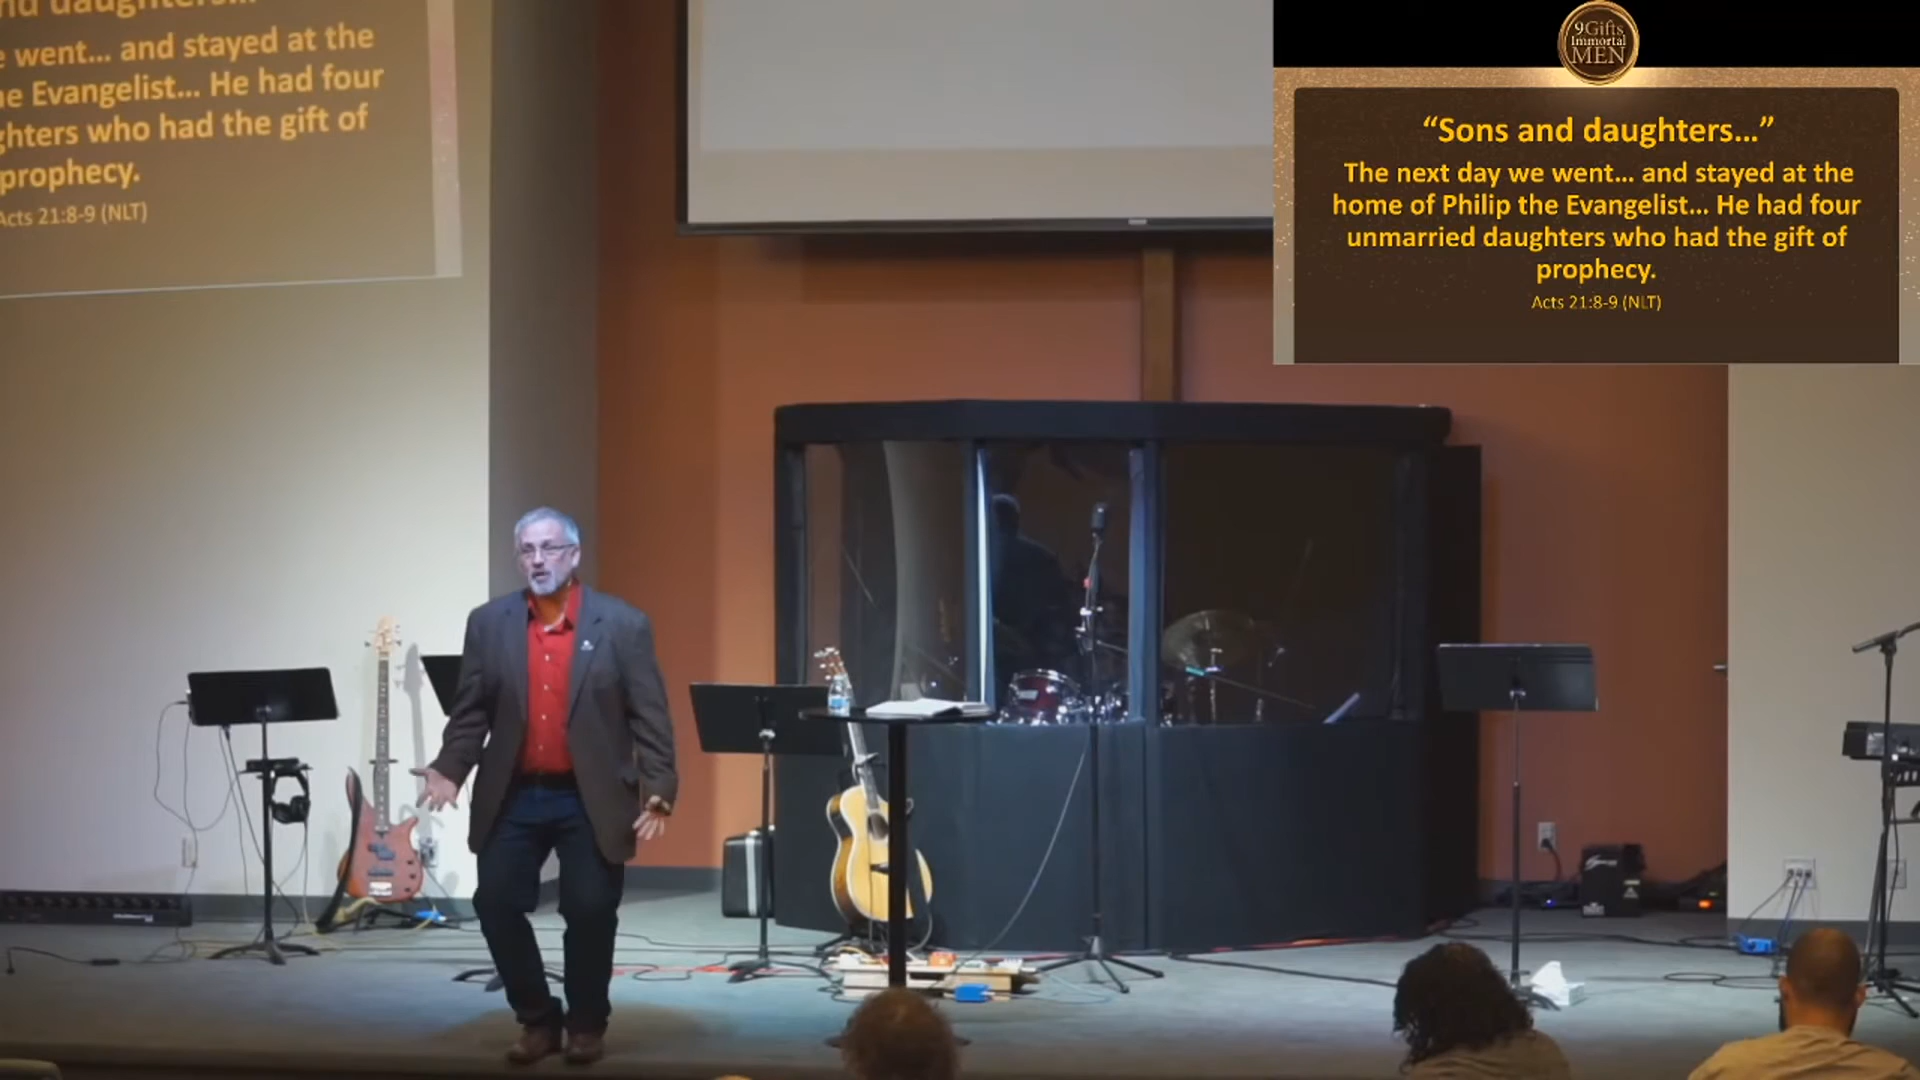 nd daughters...
e went... and stayed at the
he Evangelist... He had four
ghters who had the gift of
prophecy.
Acts 21:8-9 (NLT)
9Gifts
Immortal
MEN
“Sons and daughters...”
The next day we went... and stayed at the
home of Philip the Evangelist... He had four
unmarried daughters who had the gift of
prophecy.
Acts 21:8-9 (NLT)